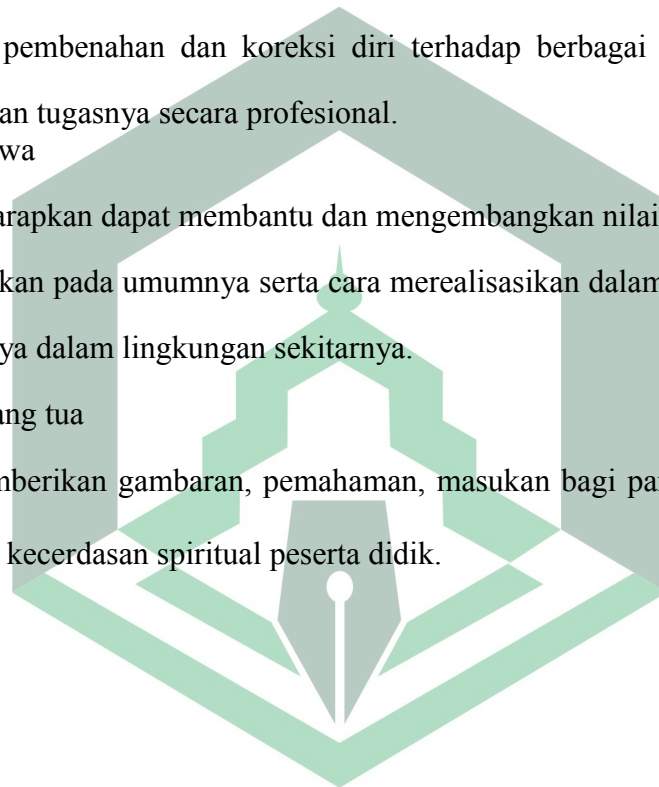 pembenahan dan koreksi diri terhadap berbagai
an tugasnya secara profesional.
wa
arapkan dapat membantu dan mengembangkan nilai
kan pada umumnya serta cara merealisasikan dalam
ya dalam lingkungan sekitarnya.
ang tua
mberikan gambaran, pemahaman, masukan bagi
kecerdasan spiritual peserta didik.